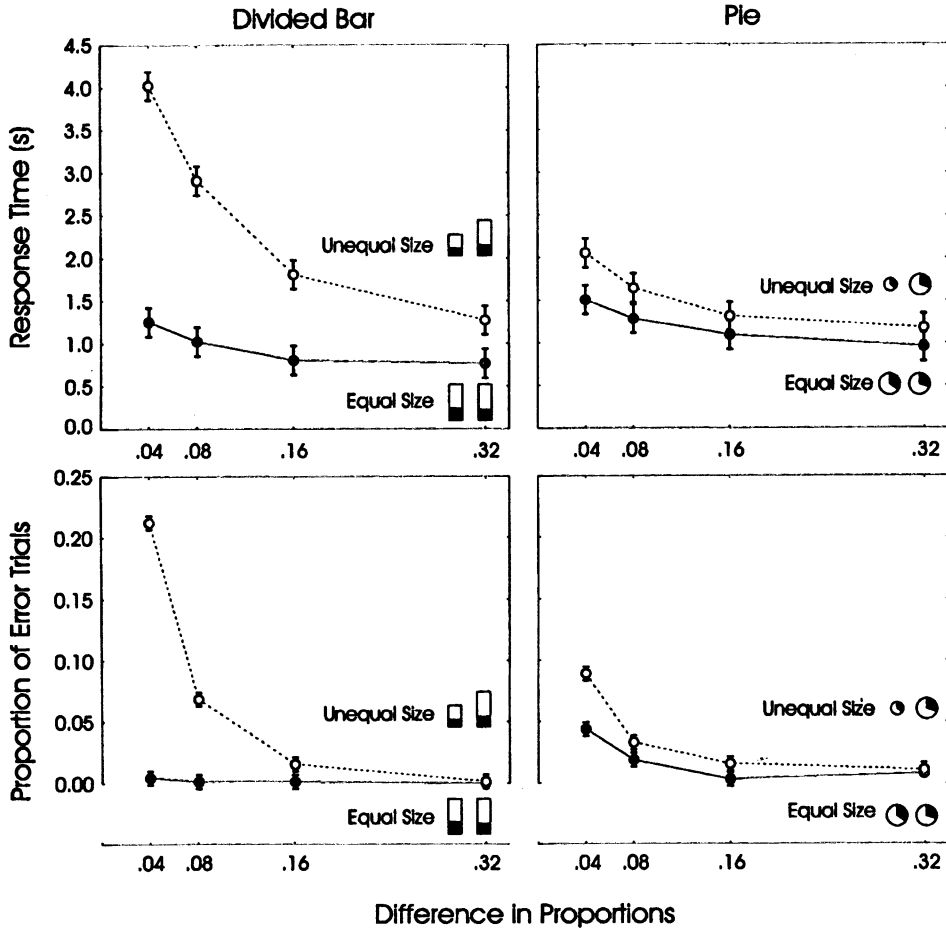 Divided Bar
Pie
Response Time (s)
4.5
4.0
3.5
3.0
2.5
2.0
1.5
1.0
0.5
0.0
Unequal Size
Equal Size
.04 .08 .16 .32
Unequal Size
Equal Size
.04 .08 .16 .32
Proportion of Error Trials
0.25
0.20
0.15
0.10
0.05
0.00
Unequal Size
Equal Size
.04 .08 .16 .32
Unequal Size
Equal Size
.04 .08 .16 .32
Difference in Proportions